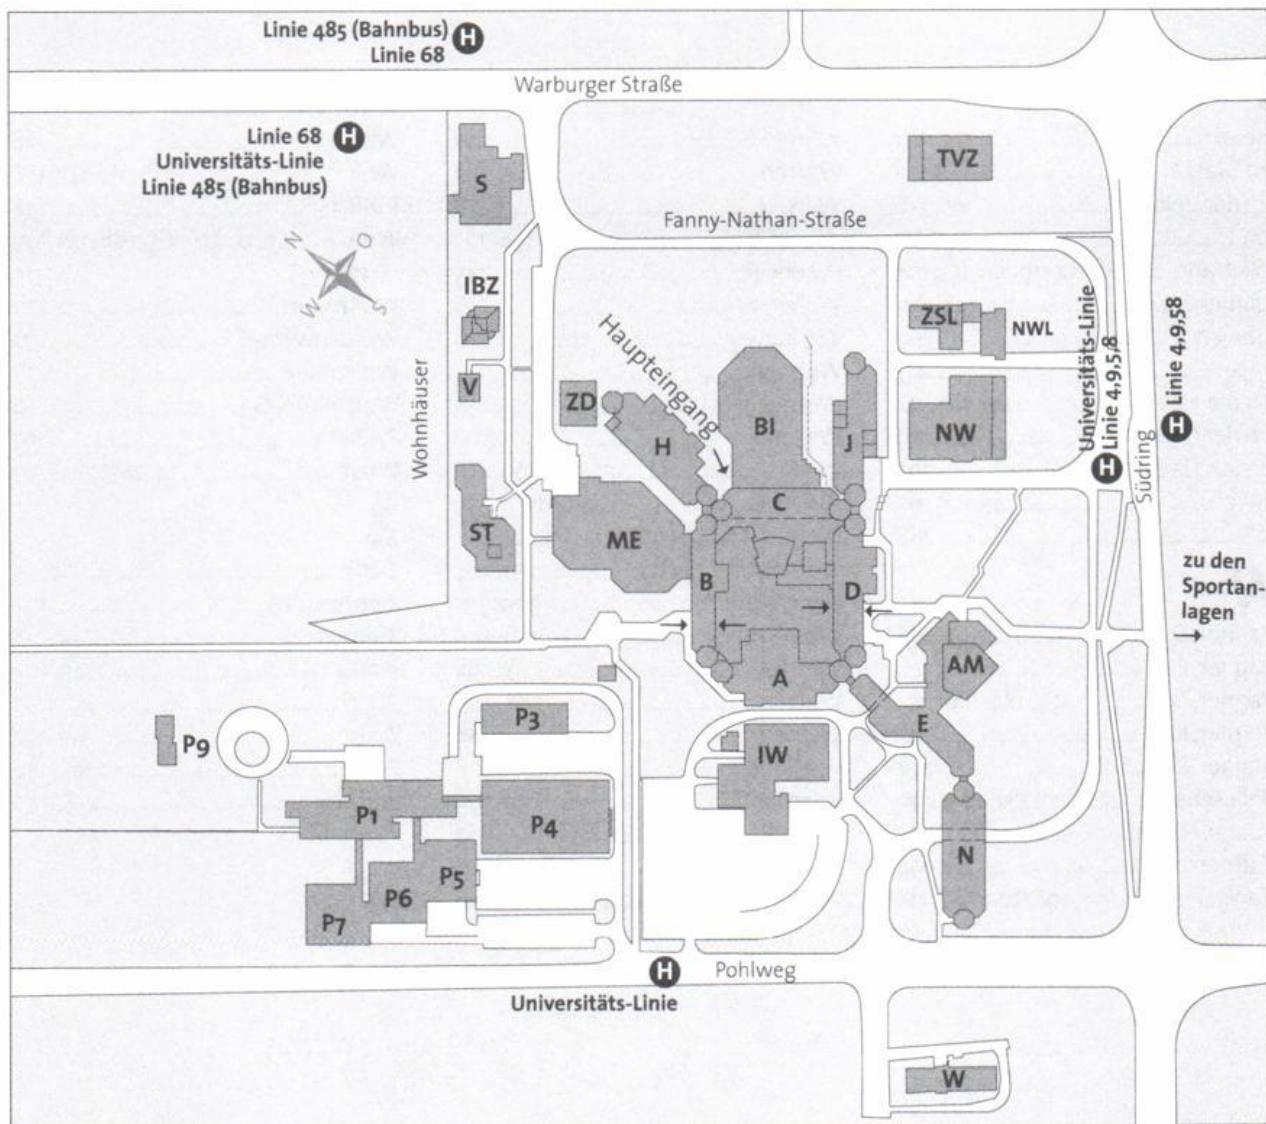 Linie 485 (Bahnbus)
Linie 68
H
Warburger Straße
Linie 68
Universitäts-Linie
Linie 485 (Bahnbus)
H
S
TVZ
Fanny-Nathan-Straße
N
O
W
S
IBZ
ZSL
NWL
Universitäts-Linie
Linie 4,9,5,8
H
Linie 4,9,58
H
Südring
Wohnhäuser
V
ZD
Haupteingang
H
BI
J
NW
C
ST
ME
B
D
zu den
Sportan-
lagen
A
AM
E
P3
P9
IW
P1
P4
N
P5
P6
P7
H
Pohlweg
Universitäts-Linie
W